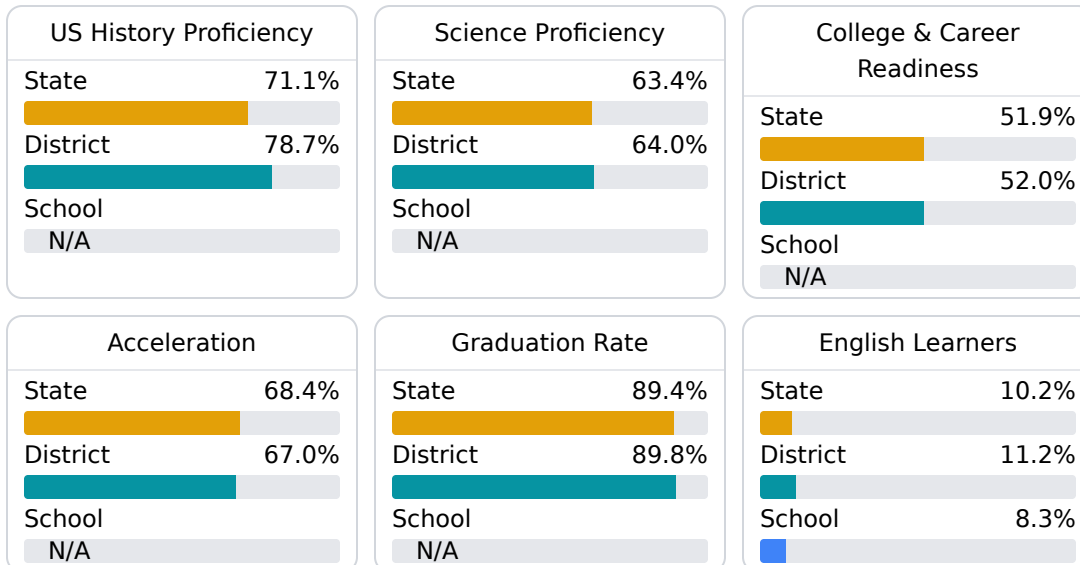 US History Proficiency
State 71.1%
District 78.7%
School
N/A
Science Proficiency
State 63.4%
District 64.0%
School
N/A
College & Career
Readiness
State 51.9%
District 52.0%
School
N/A
Acceleration
State 68.4%
District 67.0%
School
N/A
Graduation Rate
State 89.4%
District 89.8%
School
N/A
English Learners
State 10.2%
District 11.2%
School 8.3%